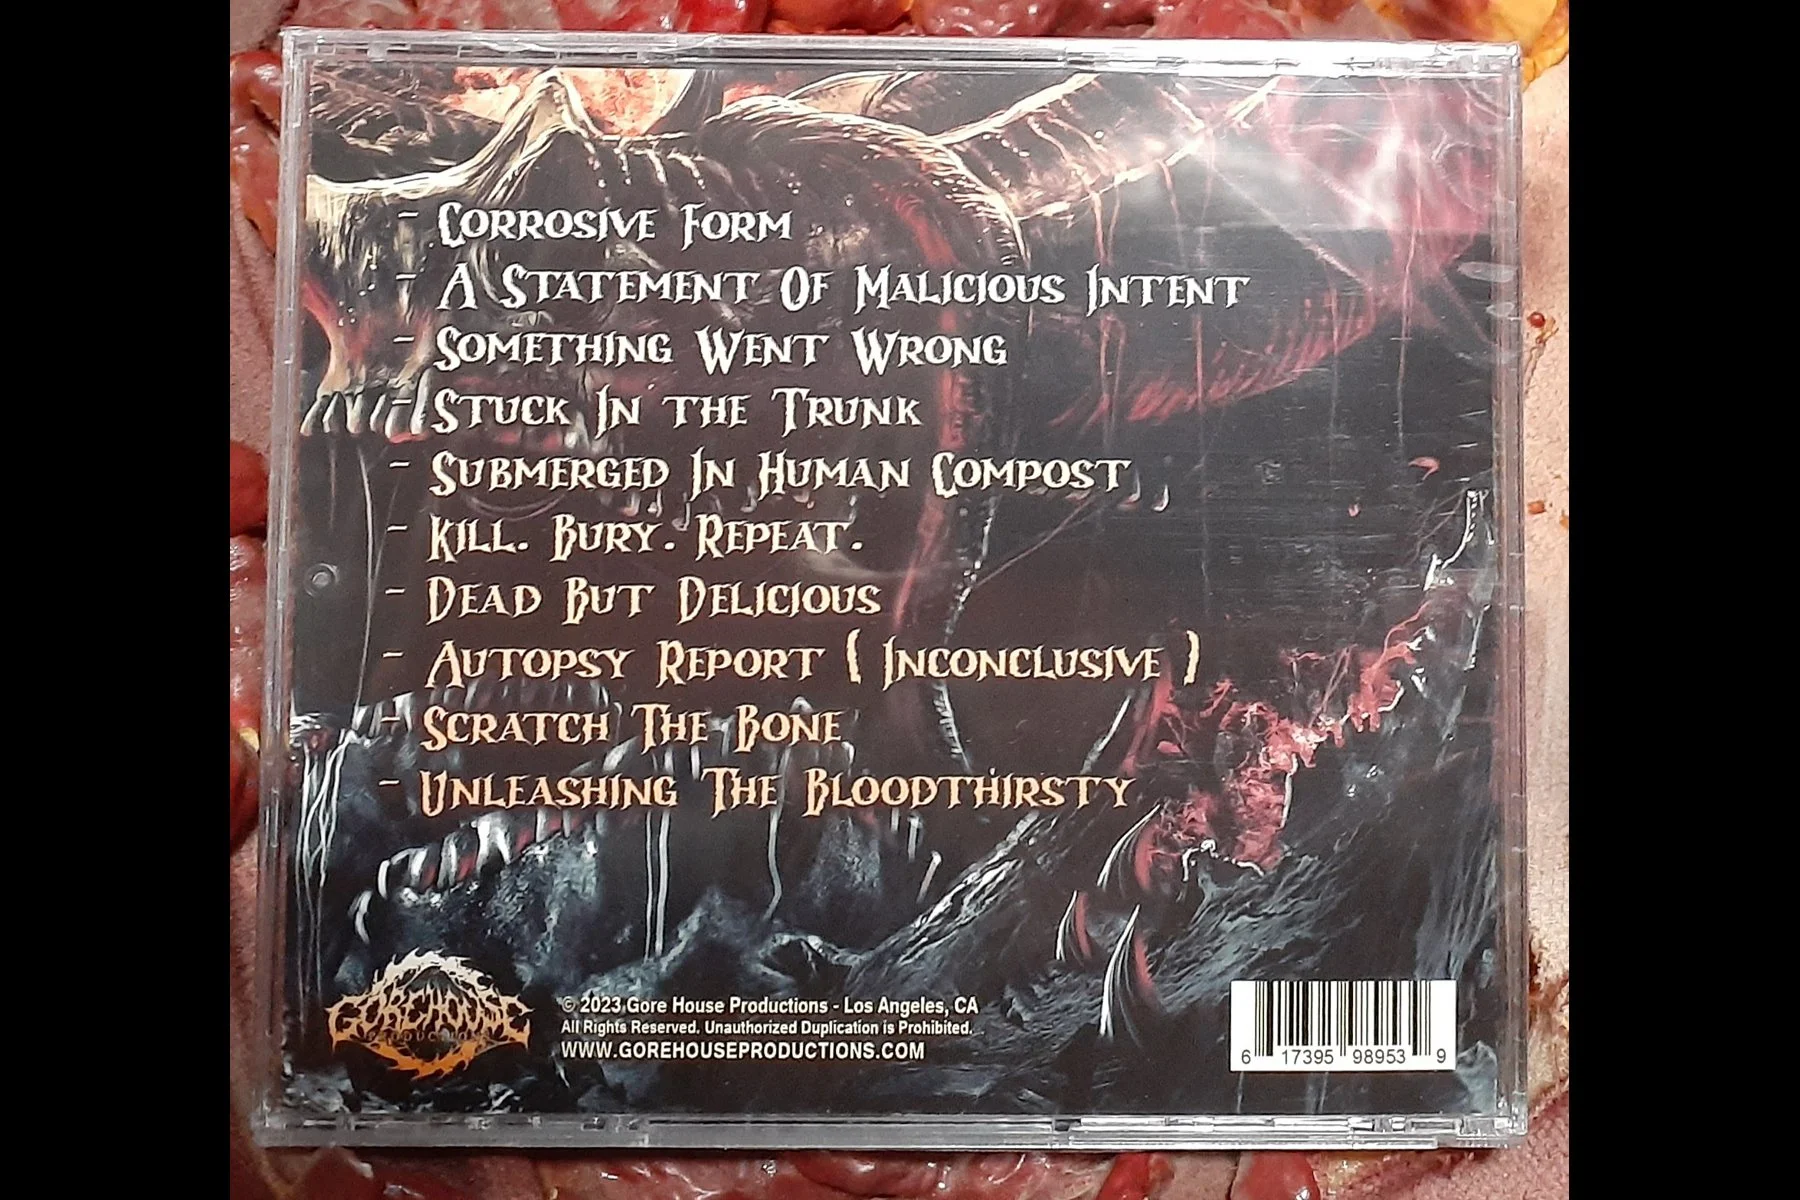 - Corrosive Form
- A Statement Of Malicious Intent
- Something Went Wrong
- Stuck In the Trunk
- Submerged In Human Compost
- Kill. Bury. Repeat.
- Dead But Delicious
- Autopsy Report ( Inconclusive )
- Scratch The Bone
- Unleashing The Bloodthirsty
GOREHOUSE
PRODUCTIONS
© 2023 Gore House Productions - Los Angeles, CA
All Rights Reserved. Unauthorized Duplication is Prohibited.
WWW.GOREHOUSEPRODUCTIONS.COM
6 17395 98953 9